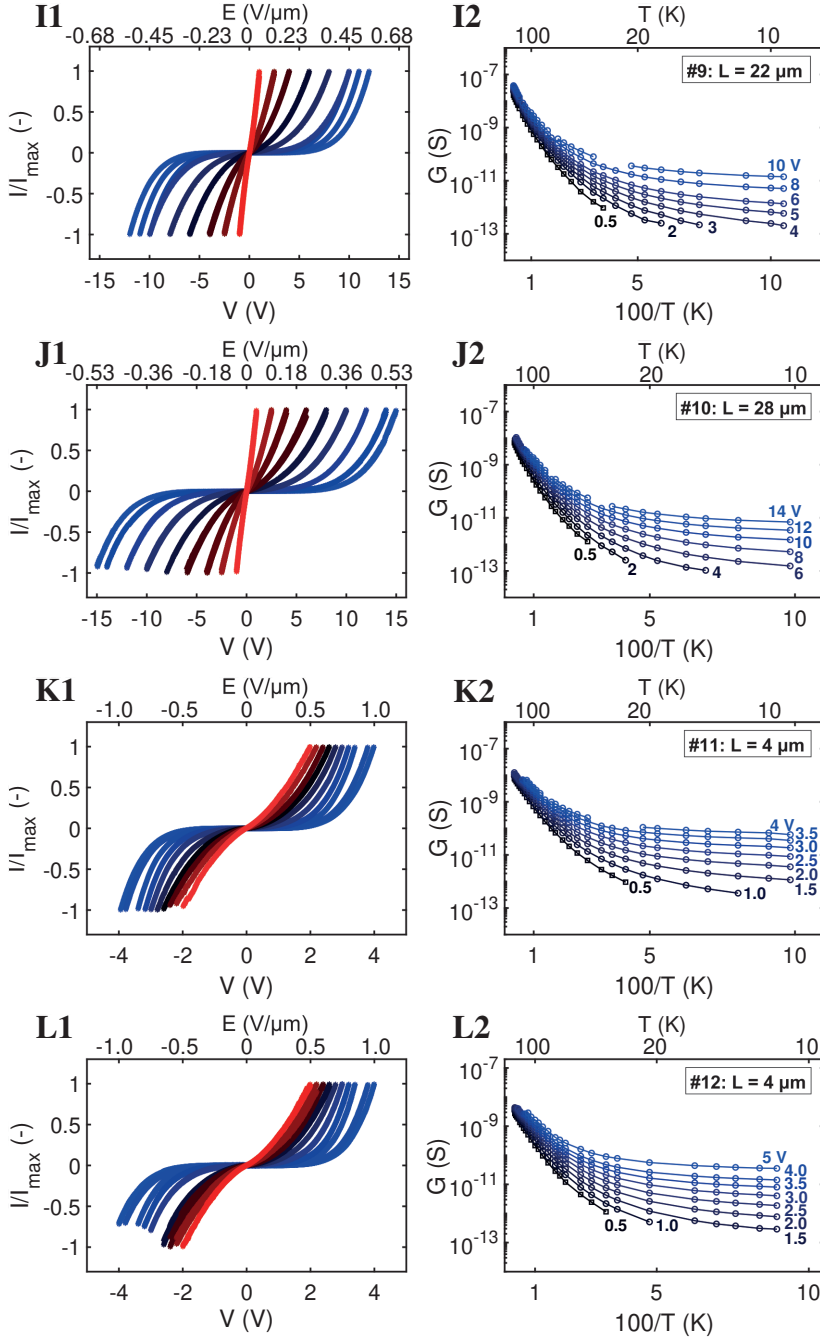 I1
E (V/µm)
-0.68 -0.45 -0.23 0 0.23 0.45 0.68
I/I_max (-)
1
0.5
0
-0.5
-1
-15 -10 -5 0 5 10 15
V (V)
I2
T (K)
100 20 10
#9: L = 22 µm
G (S)
10^-7
10^-9
10^-11
10^-13
10 V
8
6
5
4
0.5 2 3
1 5 10
100/T (K)
J1
E (V/µm)
-0.53 -0.36 -0.18 0 0.18 0.36 0.53
I/I_max (-)
1
0.5
0
-0.5
-1
-15 -10 -5 0 5 10 15
V (V)
J2
T (K)
100 20 10
#10: L = 28 µm
G (S)
10^-7
10^-9
10^-11
10^-13
14 V
12
10
8
6
0.5 2 4
1 5 10
100/T (K)
K1
E (V/µm)
-1.0 -0.5 0 0.5 1.0
I/I_max (-)
1
0.5
0
-0.5
-1
-4 -2 0 2 4
V (V)
K2
T (K)
100 20 10
#11: L = 4 µm
G (S)
10^-7
10^-9
10^-11
10^-13
4 V
3.5
3.0
2.5
2.0
1.5
0.5 1.0
1 5 10
100/T (K)
L1
E (V/µm)
-1.0 -0.5 0 0.5 1.0
I/I_max (-)
1
0.5
0
-0.5
-1
-4 -2 0 2 4
V (V)
L2
T (K)
100 20 10
#12: L = 4 µm
G (S)
10^-7
10^-9
10^-11
10^-13
5 V
4.0
3.5
3.0
2.5
2.0
1.5
0.5 1.0
1 5 10
100/T (K)